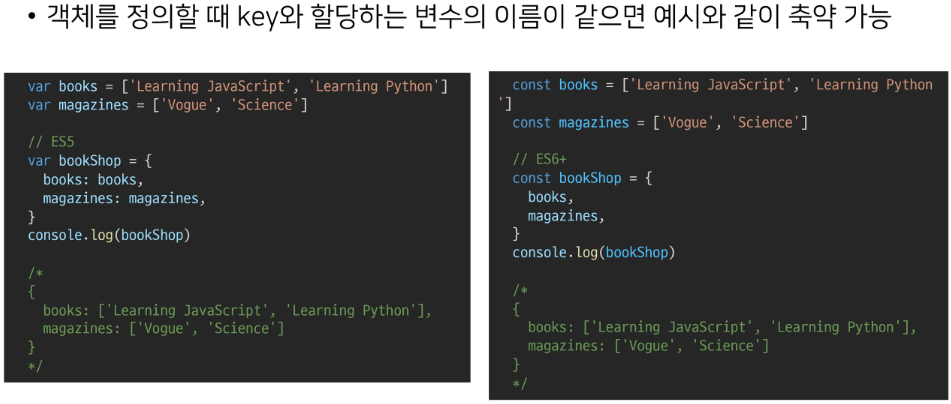 • 객체를 정의할 때 key와 할당하는 변수의 이름이 같으면 예시와 같이 축약 가능
var books = ['Learning JavaScript', 'Learning Python']
var magazines = ['Vogue', 'Science']

// ES5
var bookShop = {
  books: books,
  magazines: magazines,
}
console.log(bookShop)

/*
{
  books: ['Learning JavaScript', 'Learning Python'],
  magazines: ['Vogue', 'Science']
}
*/
const books = ['Learning JavaScript', 'Learning Python
']
const magazines = ['Vogue', 'Science']

// ES6+
const bookShop = {
  books,
  magazines,
}
console.log(bookShop)

/*
{
  books: ['Learning JavaScript', 'Learning Python'],
  magazines: ['Vogue', 'Science']
}
*/